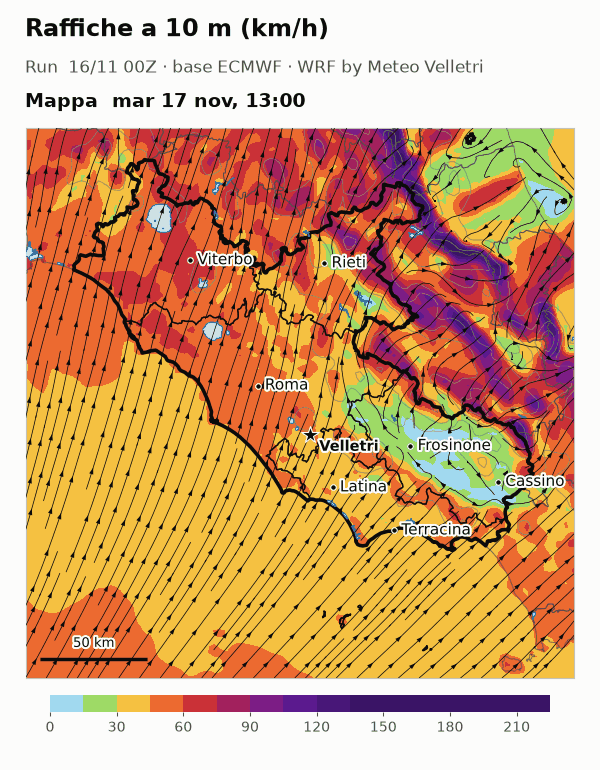 Raffiche a 10 m (km/h)
Run  16/11 00Z · base ECMWF · WRF by Meteo Velletri
Mappa  mar 17 nov, 13:00
Viterbo
Rieti
Roma
Velletri
Frosinone
Latina
Cassino
Terracina
50 km
0 30 60 90 120 150 180 210